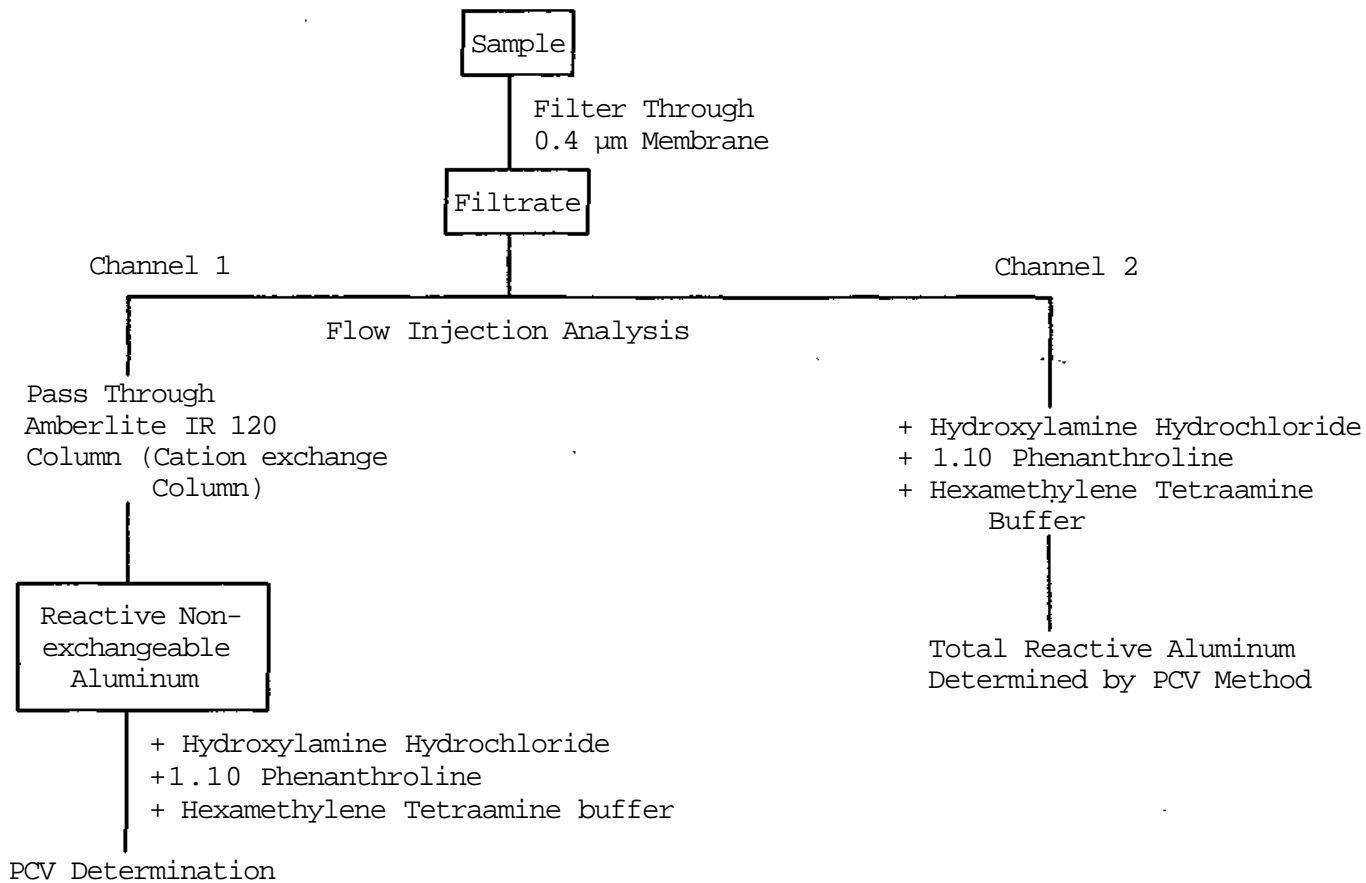 Sample
Filter Through
0.4 µm Membrane
Filtrate
Channel 1
Channel 2
Flow Injection Analysis
Pass Through
Amberlite IR 120
Column (Cation exchange
Column)
+ Hydroxylamine Hydrochloride
+ 1.10 Phenanthroline
+ Hexamethylene Tetraamine
Buffer
Reactive Non-
exchangeable
Aluminum
Total Reactive Aluminum
Determined by PCV Method
+ Hydroxylamine Hydrochloride
+1.10 Phenanthroline
+ Hexamethylene Tetraamine buffer
PCV Determination